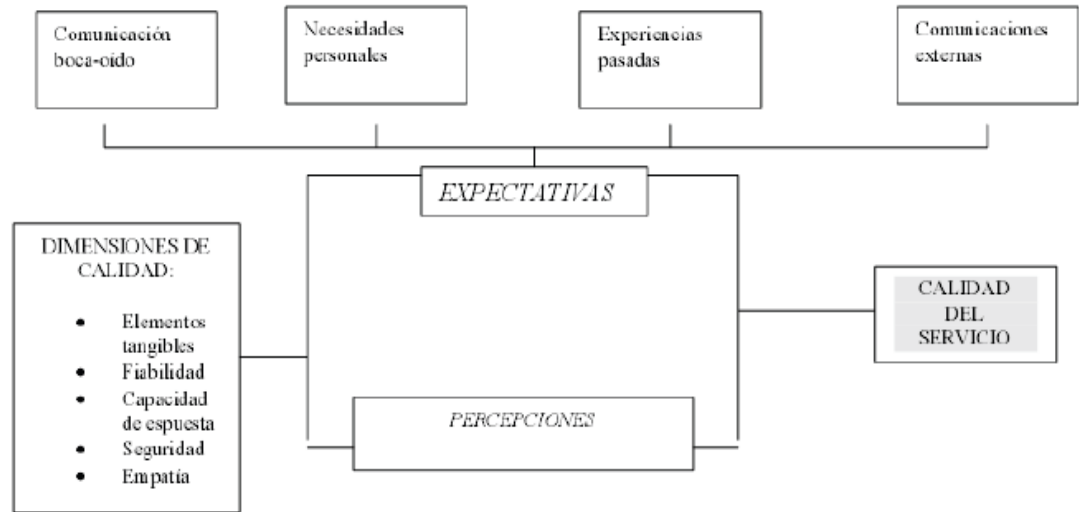 Comunicación
boca-oído
Necesidades
personales
Experiencias
pasadas
Comunicaciones
externas
EXPECTATIVAS
DIMENSIONES DE
CALIDAD:
• Elementos
tangibles
• Fiabilidad
• Capacidad
de espuesta
• Seguridad
• Empatía
CALIDAD
DEL
SERVICIO
PERCEPCIONES